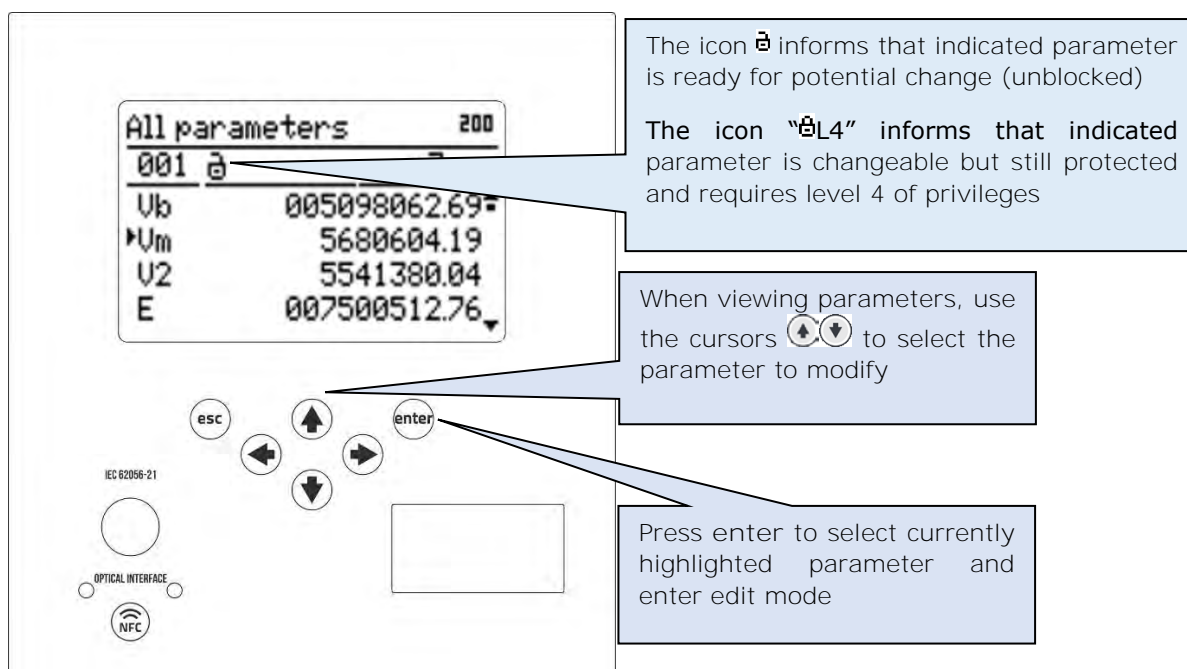 All parameters 200
001
Vb 005098062.69
Vm 5680604.19
V2 5541380.04
E 007500512.76
esc
enter
IEC 62056-21
OPTICAL INTERFACE
NFC
The icon informs that indicated parameter
is ready for potential change (unblocked)
The icon “L4” informs that indicated
parameter is changeable but still protected
and requires level 4 of privileges
When viewing parameters, use
the cursors to select the
parameter to modify
Press enter to select currently
highlighted parameter and
enter edit mode